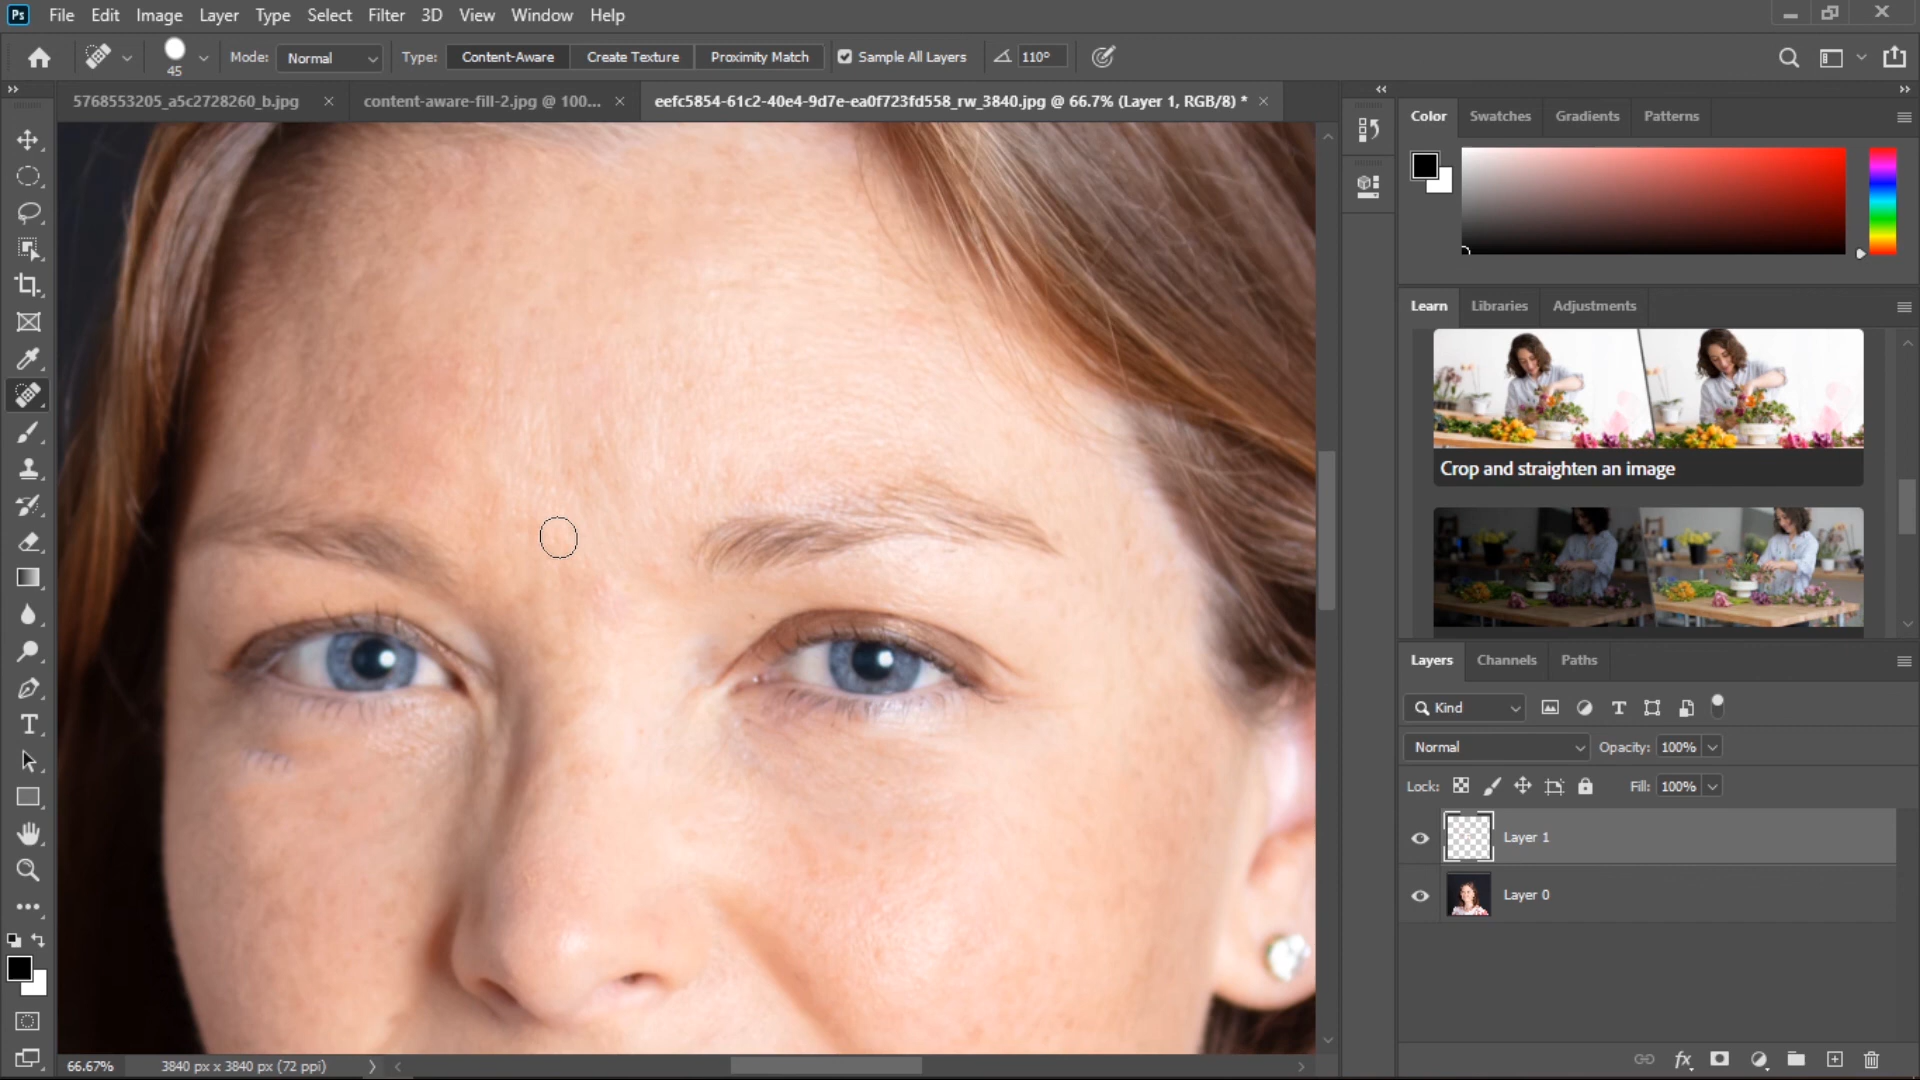 Ps File Edit Image Layer Type Select Filter 3D View Window Help
45 Mode: Normal Type: Content-Aware Create Texture Proximity Match Sample All Layers 110°
5768553205_a5c2728260_b.jpg × content-aware-fill-2.jpg @ 100... × eefc5854-61c2-40e4-9d7e-ea0f723fd558_rw_3840.jpg @ 66.7% (Layer 1, RGB/8) * ×
Color Swatches Gradients Patterns
Learn Libraries Adjustments
Crop and straighten an image
Layers Channels Paths
Kind
Normal Opacity: 100%
Lock: Fill: 100%
Layer 1
Layer 0
66.67% 3840 px x 3840 px (72 ppi)